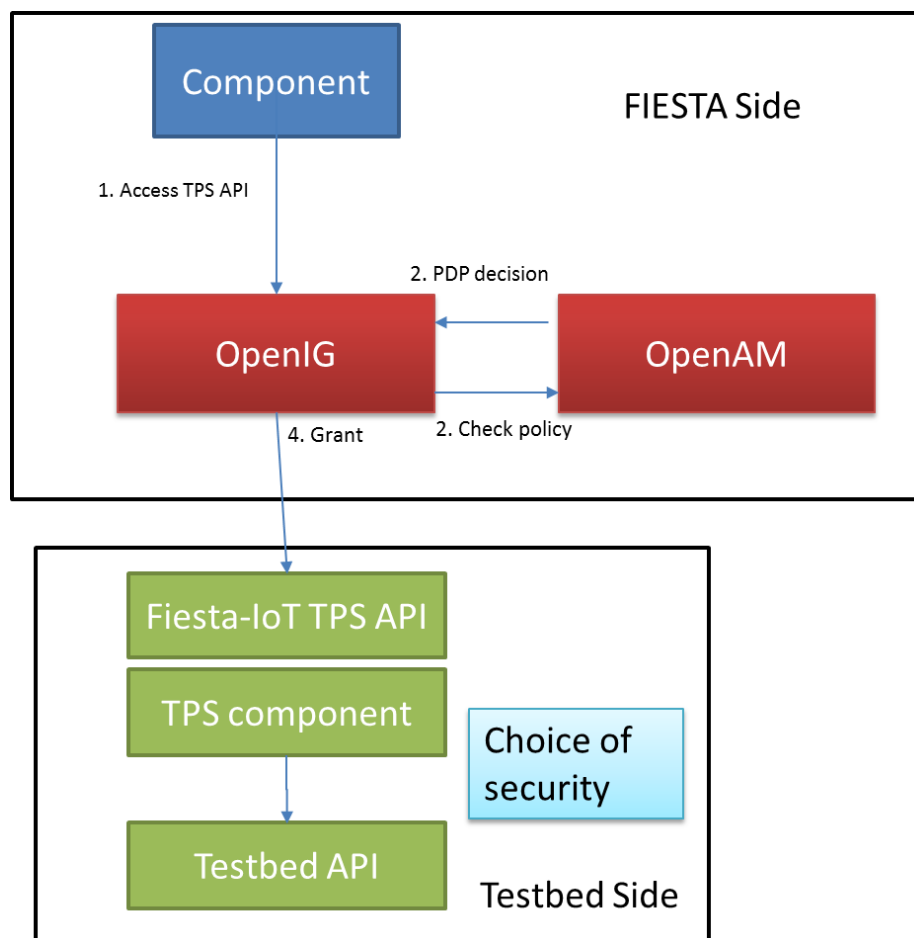 Component
FIESTA Side
1. Access TPS API
2. PDP decision
OpenIG
OpenAM
4. Grant
2. Check policy
Fiesta-IoT TPS API
TPS component
Choice of
security
Testbed API
Testbed Side